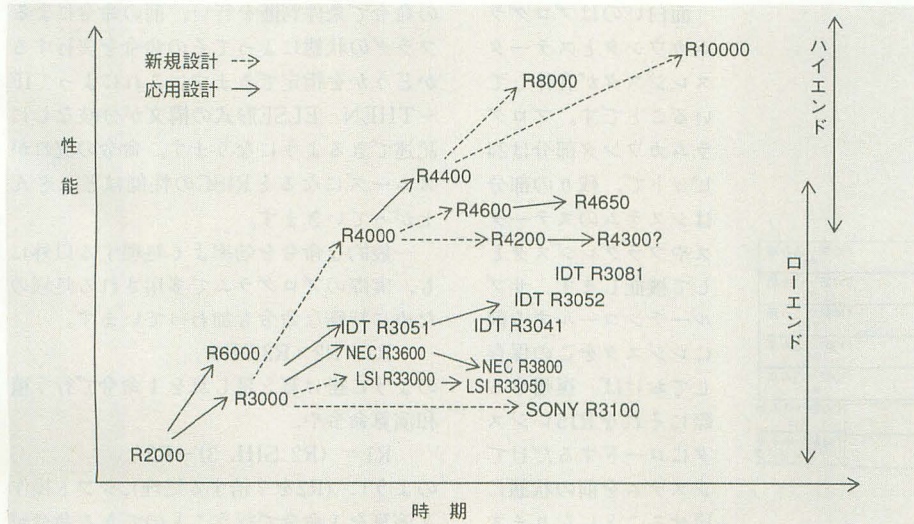 新規設計
応用設計
性能
R10000
R8000
R4400
R4600
R4650
R4000
R4200
R4300?
IDT R3081
IDT R3052
IDT R3051
IDT R3041
NEC R3600
NEC R3800
R6000
LSI R33000
LSI R33050
R3000
SONY R3100
R2000
時期
ハイエンド
ローエンド